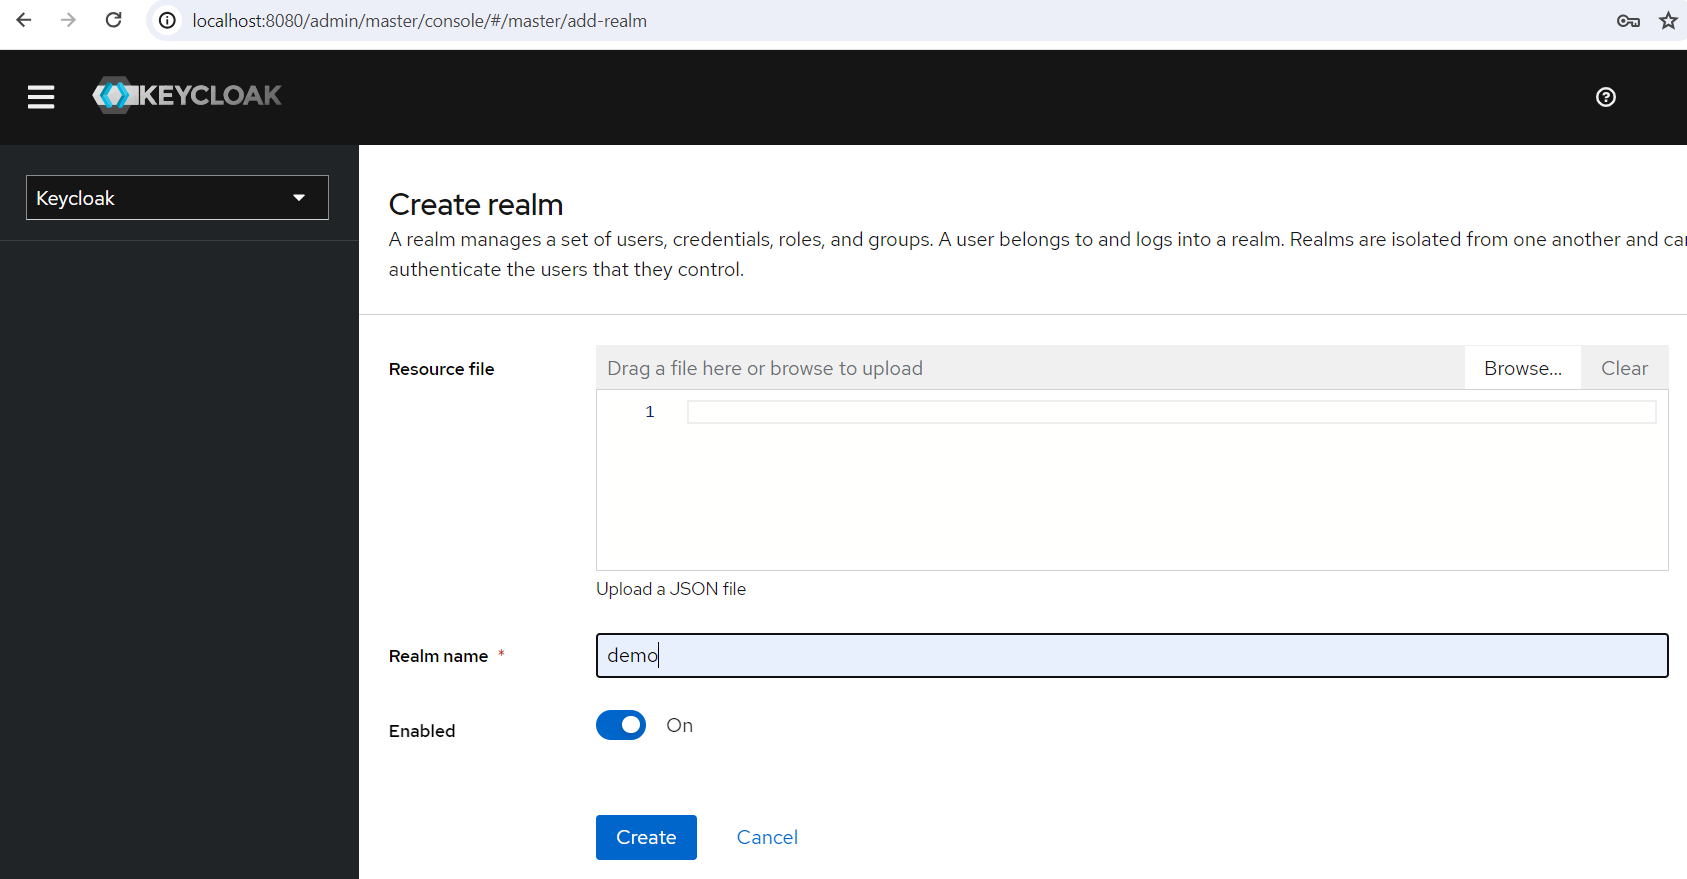 localhost:8080/admin/master/console/#/master/add-realm
KEYCLOAK
Keycloak
Create realm
A realm manages a set of users, credentials, roles, and groups. A user belongs to and logs into a realm. Realms are isolated from one another and
authenticate the users that they control.
Resource file
Drag a file here or browse to upload
Browse...
Clear
1
Upload a JSON file
Realm name *
demo
Enabled
On
Create
Cancel